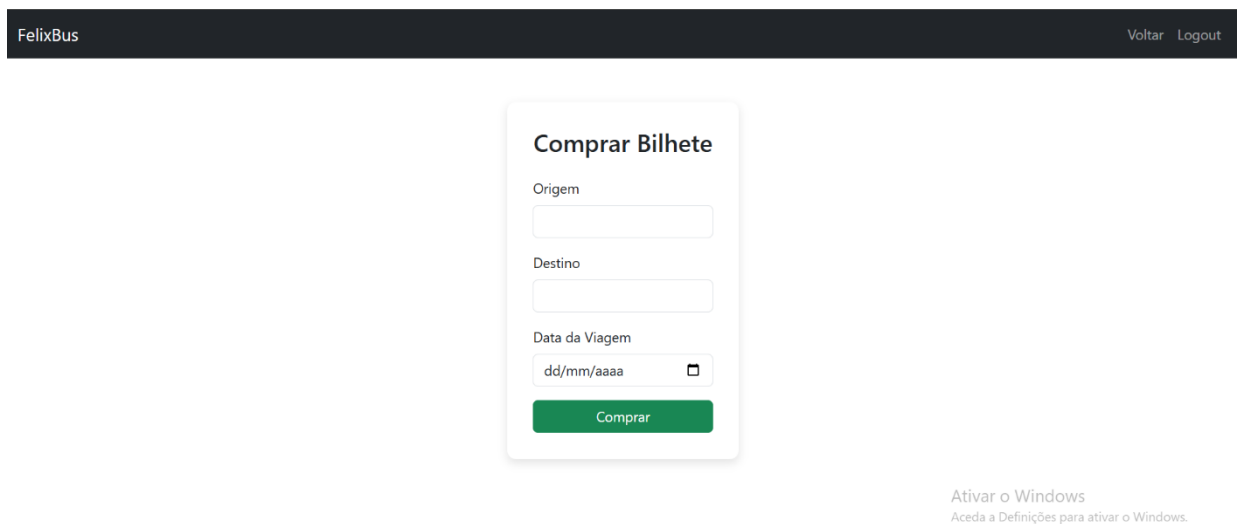 FelixBus
Voltar Logout
Comprar Bilhete
Origem
Destino
Data da Viagem
dd/mm/aaaa
Comprar
Ativar o Windows
Aceda a Definições para ativar o Windows.